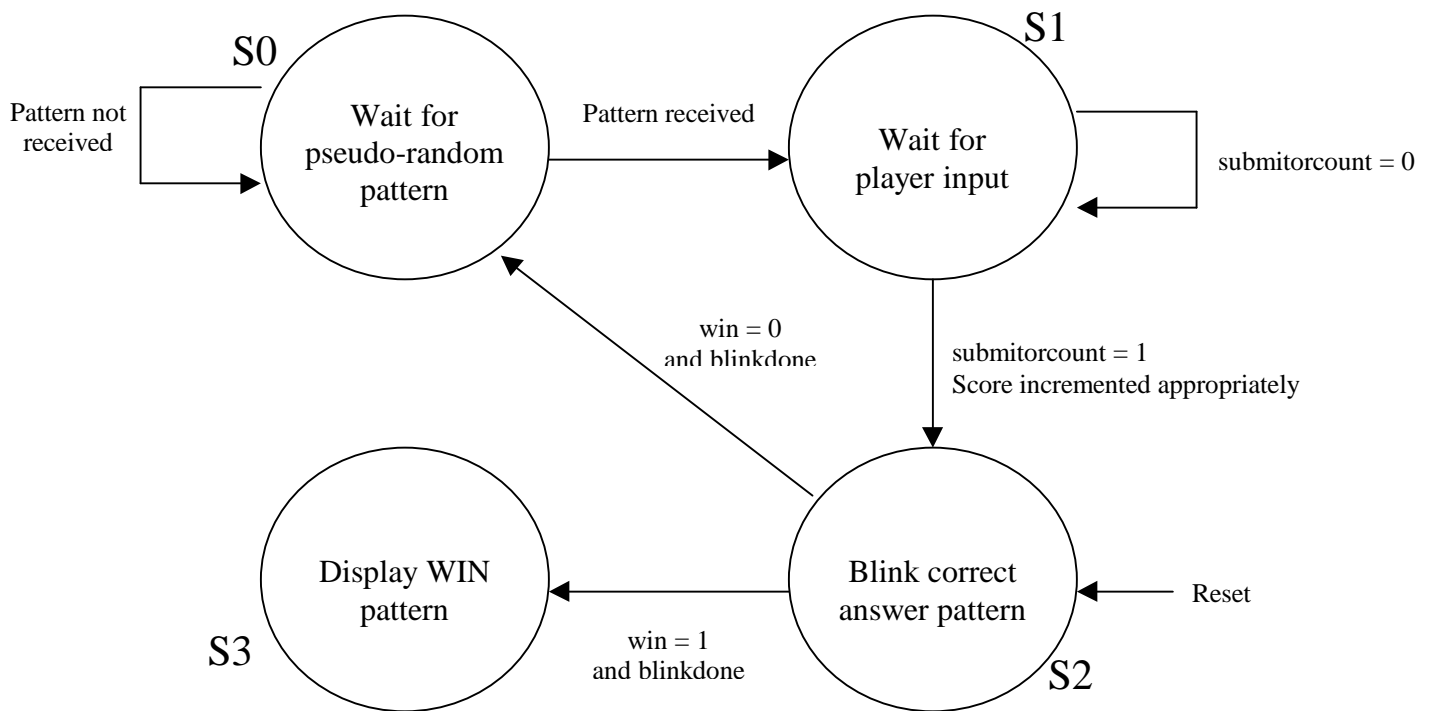 S0
S1
Pattern not
received
Wait for
pseudo-random
pattern
Pattern received
Wait for
player input
submitorcount = 0
win = 0
and blinkdone
submitorcount = 1
Score incremented appropriately
Display WIN
pattern
S3
win = 1
and blinkdone
Blink correct
answer pattern
S2
Reset